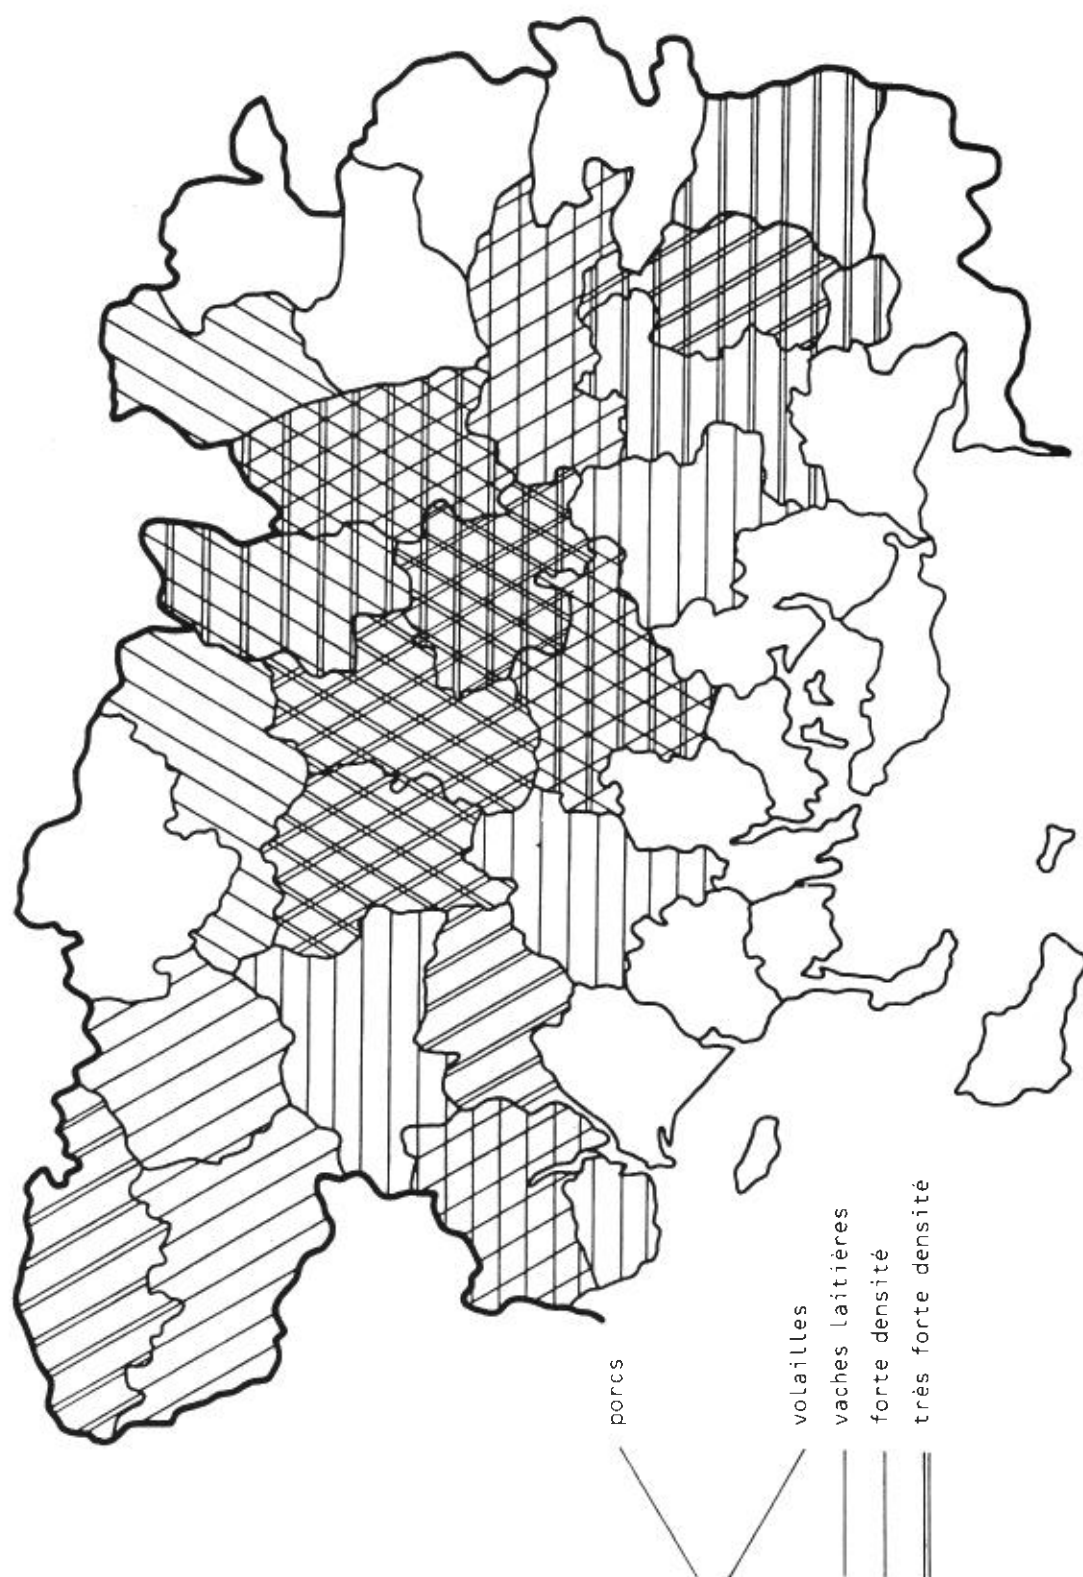 porcs
volailles
vaches laitières
forte densité
très forte densité